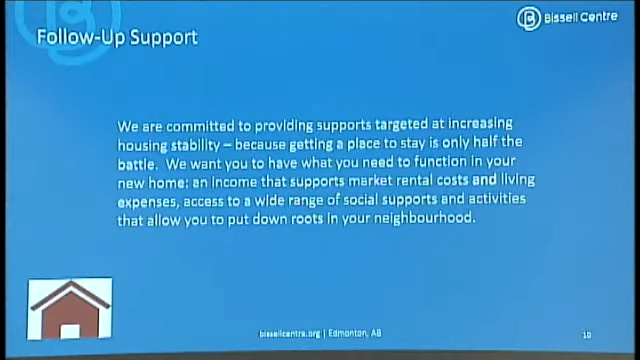 Bissell Centre
Follow-Up Support
We are committed to providing supports targeted at increasing
housing stability – because getting a place to stay is only half the
battle. We want you to have what you need to function in your
new home: an income that supports market rental costs and living
expenses, access to a wide range of social supports and activities
that allow you to put down roots in your neighbourhood.
bissellcentre.org | Edmonton, AB
10